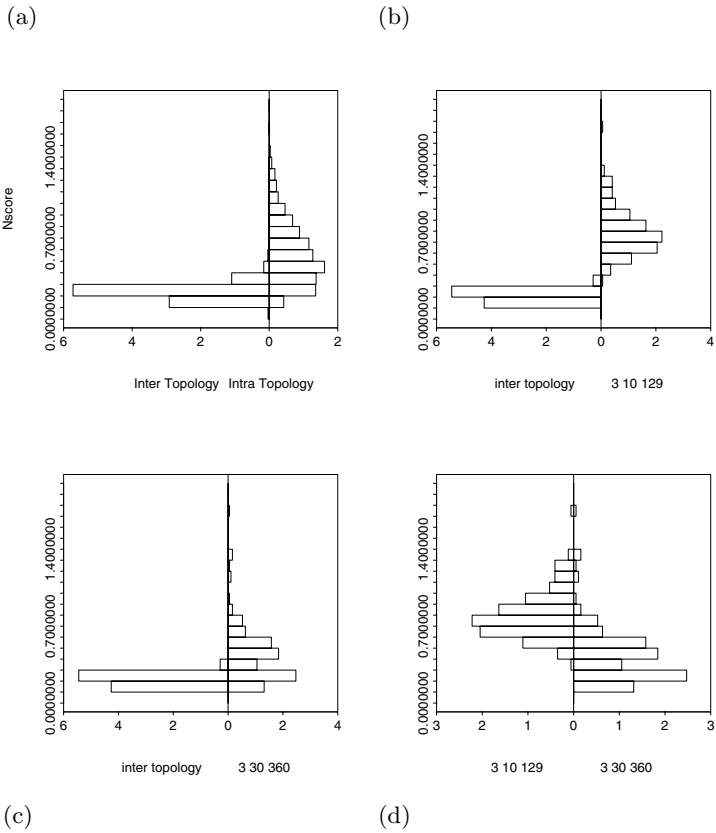 (a)
(b)
Nscore
0.0000000 0.7000000 1.4000000
6 4 2 0 2
Inter Topology Intra Topology
0.0000000 0.7000000 1.4000000
6 4 2 0 2 4
inter topology 3 10 129
0.0000000 0.7000000 1.4000000
6 4 2 0 2 4
inter topology 3 30 360
0.0000000 0.7000000 1.4000000
3 2 1 0 1 2 3
3 10 129 3 30 360
(c)
(d)